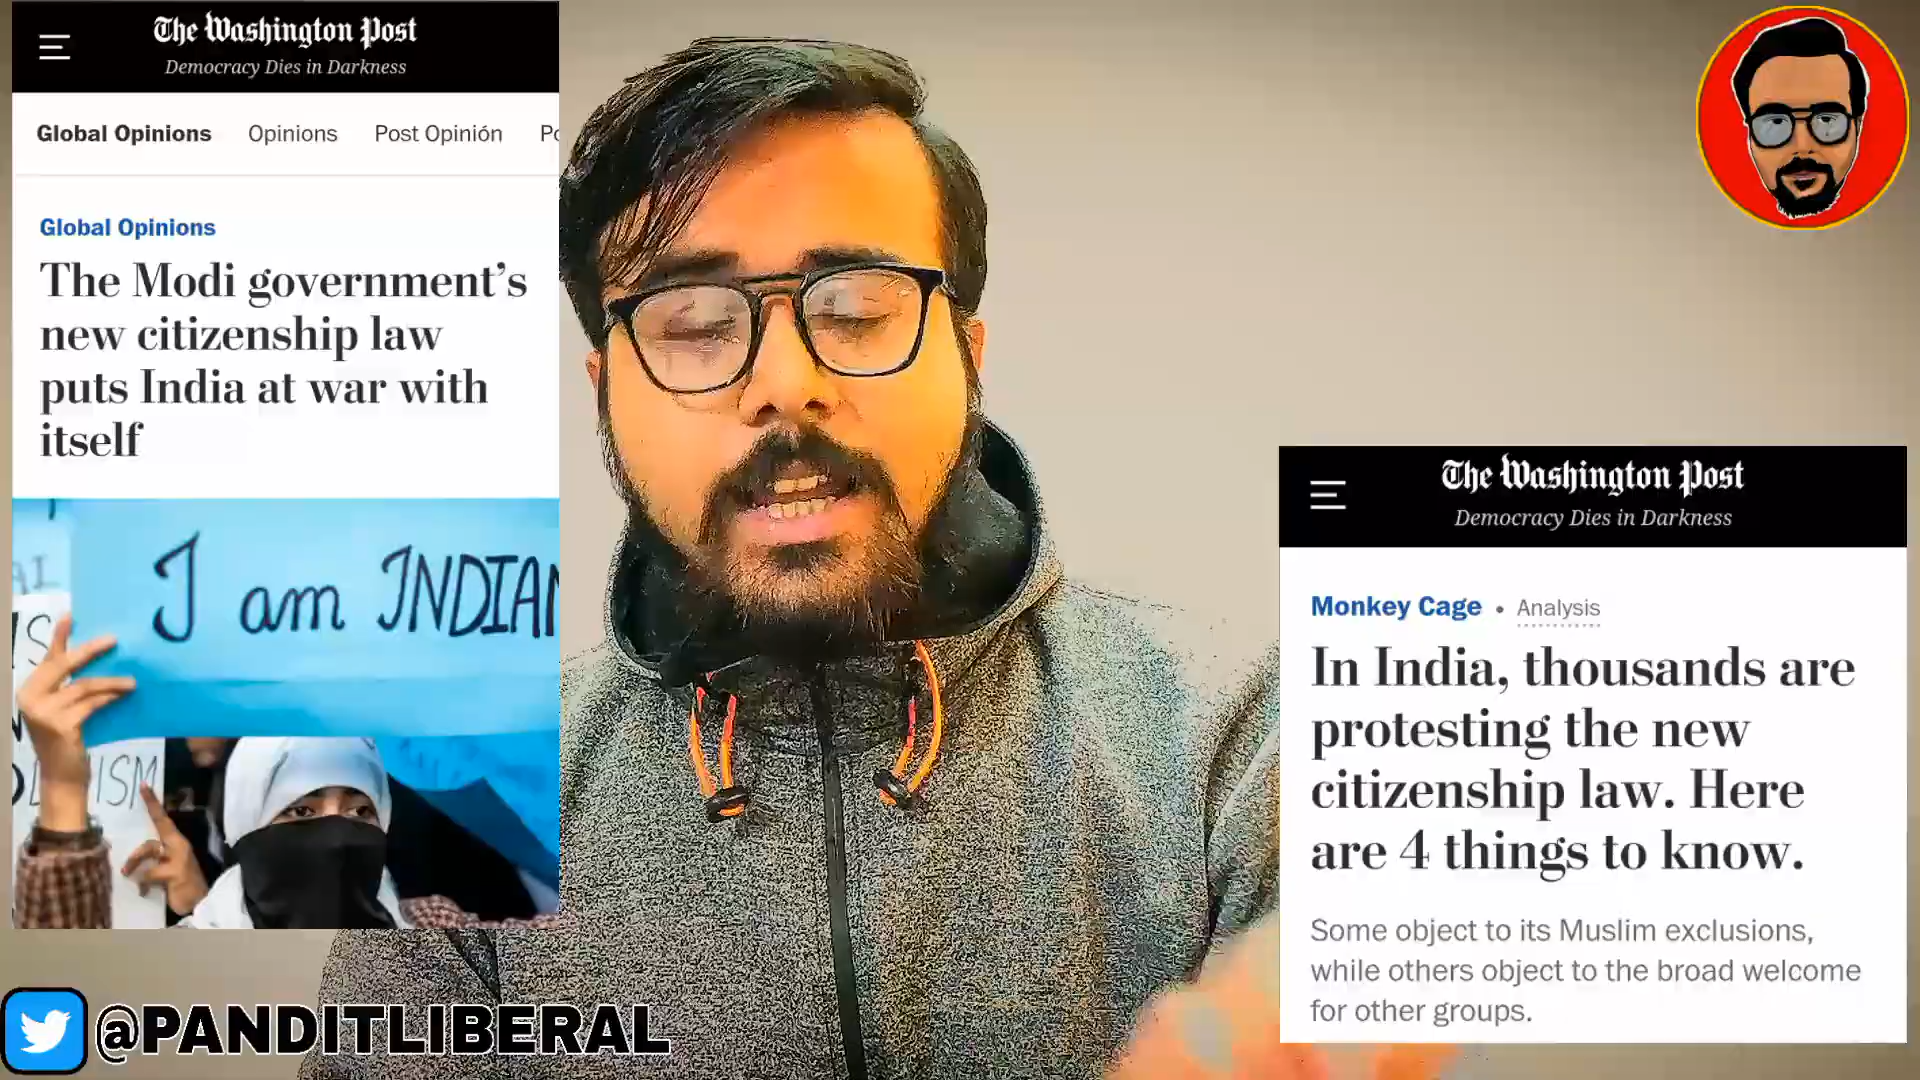 The Washington Post
Democracy Dies in Darkness
Global Opinions Opinions Post Opinión
Global Opinions
The Modi government's
new citizenship law
puts India at war with
itself
I am INDIAN
ISM
The Washington Post
Democracy Dies in Darkness
Monkey Cage • Analysis
In India, thousands are
protesting the new
citizenship law. Here
are 4 things to know.
Some object to its Muslim exclusions,
while others object to the broad welcome
for other groups.
@PANDITLIBERAL